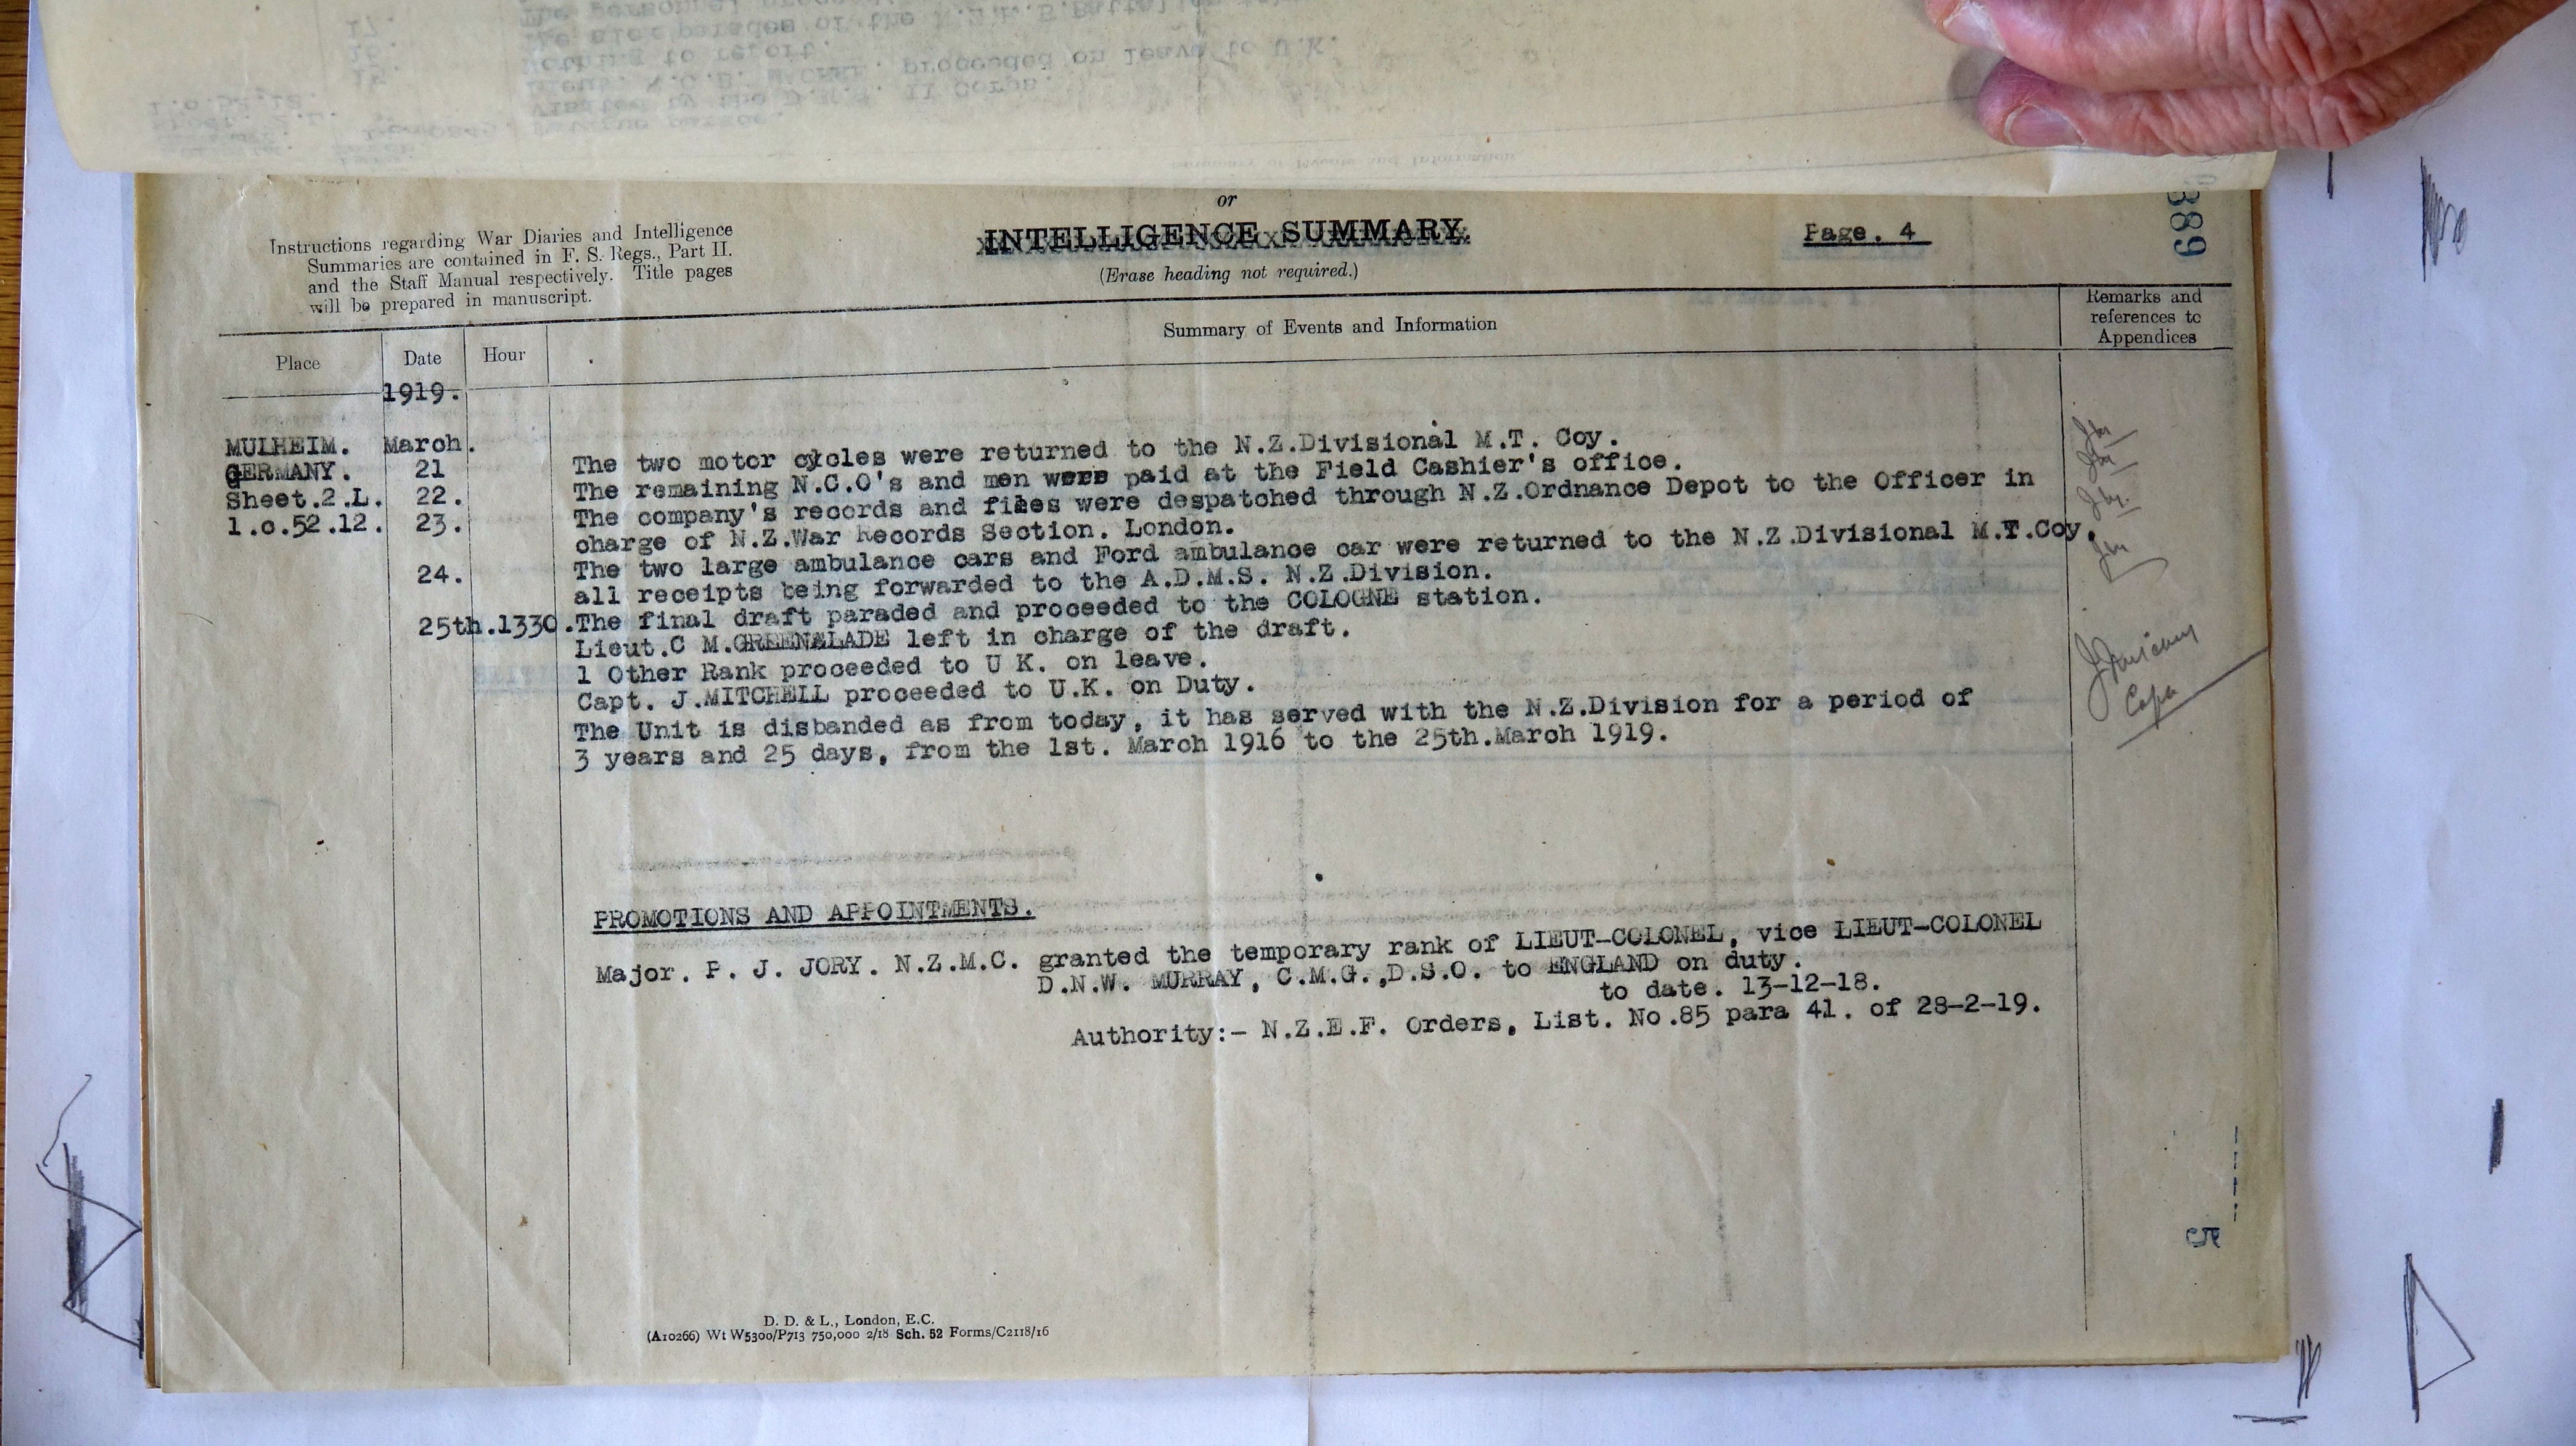 or
INTELLIGENCE SUMMARY.
(Erase heading not required.)
Page. 4
389
Instructions regarding War Diaries and Intelligence
Summaries are contained in F. S. Regs., Part II.
and the Staff Manual respectively. Title pages
will be prepared in manuscript.
Place
Date
Hour
Summary of Events and Information
Remarks and
references to
Appendices
1919.
MULHEIM. March.
GERMANY. 21 The two motor cycles were returned to the N.Z.Divisional M.T. Coy.
Sheet.2.L. 22. The remaining N.C.O's and men were paid at the Field Cashier's office.
1.c.52.12. 23. The company's records and files were despatched through N.Z.Ordnance Depot to the Officer in
charge of N.Z.War Records Section. London.
24. The two large ambulance cars and Ford ambulance car were returned to the N.Z.Divisional M.T.Coy.
all receipts being forwarded to the A.D.M.S. N.Z.Division.
25th.1330.The final draft paraded and proceeded to the COLOGNE station.
Lieut.C M.GREENSLADE left in charge of the draft.
1 Other Rank proceeded to U K. on leave.
Capt. J.MITCHELL proceeded to U.K. on Duty.
The Unit is disbanded as from today, it has served with the N.Z.Division for a period of
3 years and 25 days, from the 1st. March 1916 to the 25th.March 1919.
PROMOTIONS AND APPOINTMENTS.
Major. P. J. JORY. N.Z.M.C. granted the temporary rank of LIEUT-COLONEL, vice LIEUT-COLONEL
D.N.W. MURRAY, C.M.G.,D.S.O. to ENGLAND on duty.
to date. 13-12-18.
Authority:- N.Z.E.F. Orders, List. No.85 para 41. of 28-2-19.
5
D. D. & L., London, E.C.
(A10266) Wt W5300/P713 750,000 2/18 Sch. 52 Forms/C2118/16